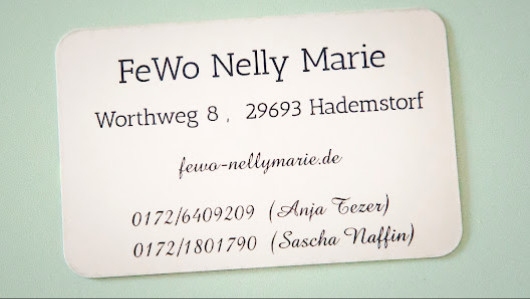 FeWo Nelly Marie
Worthweg 8 , 29693 Hademstorf
fewo-nellymarie.de
0172/6409209 (Anja Tezer)
0172/1801790 (Sascha Naffin)